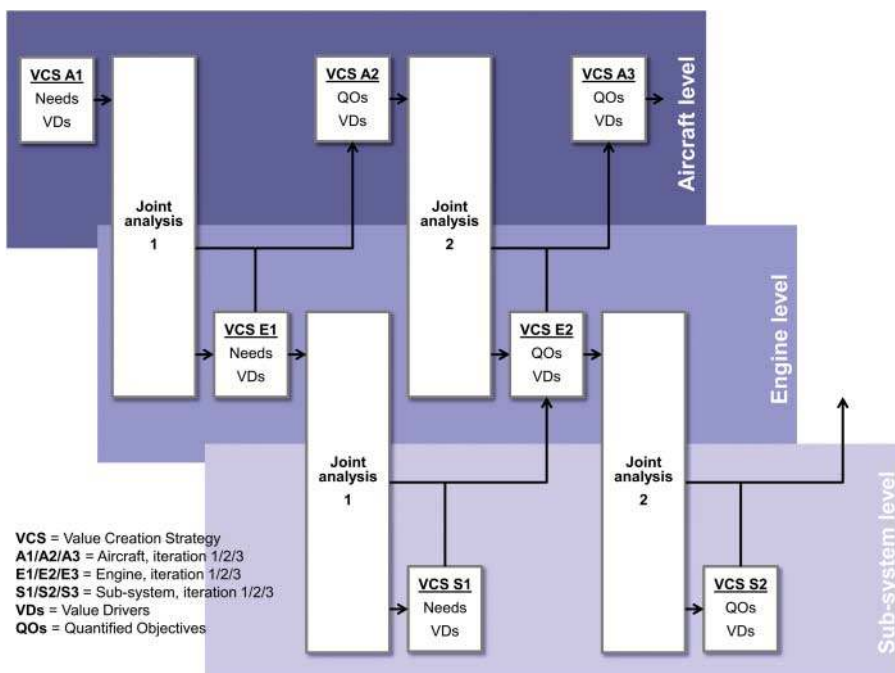 VCS A1
Needs
VDs
Joint
analysis
1
VCS A2
QOs
VDs
Joint
analysis
2
VCS A3
QOs
VDs
Aircraft level
VCS E1
Needs
VDs
Joint
analysis
1
VCS E2
QOs
VDs
Joint
analysis
2
Engine level
VCS S1
Needs
VDs
VCS S2
QOs
VDs
Sub-system level
VCS = Value Creation Strategy
A1/A2/A3 = Aircraft, iteration 1/2/3
E1/E2/E3 = Engine, iteration 1/2/3
S1/S2/S3 = Sub-system, iteration 1/2/3
VDs = Value Drivers
QOs = Quantified Objectives